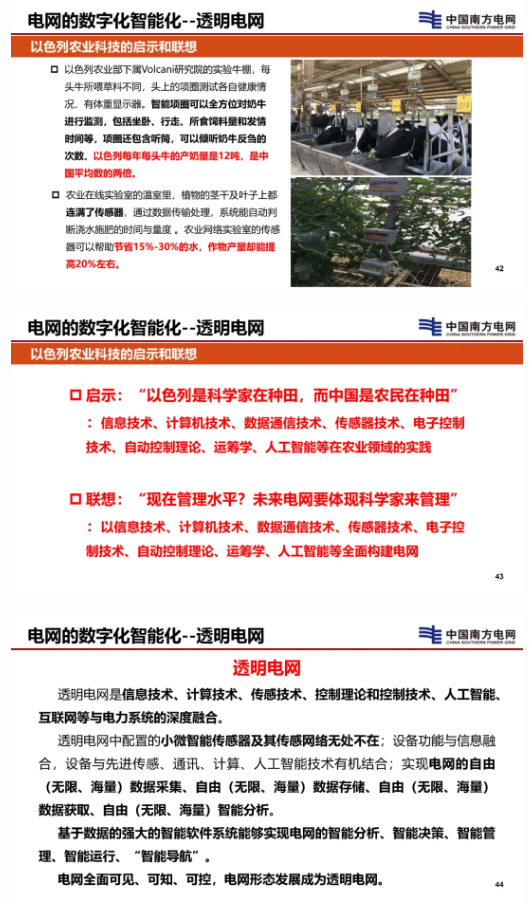 电网的数字化智能化--透明电网
中国南方电网
CHINA SOUTHERN POWER GRID
以色列农业科技的启示和联想
口 以色列农业部下属Volcani研究院的实验牛棚，每
头牛所喂草料不同，头上的项圈测试各自健康情
况，有体重显示器。智能项圈可以全方位对奶牛
进行监测，包括坐卧、行走、所食饲料量和发情
时间等，项圈还包含听筒，可以倾听奶牛反刍的
次数。以色列每年每头牛的产奶量是12吨，是中
国平均数的两倍。
口 农业在线实验室的温室里，植物的茎干及叶子上都
连满了传感器，通过数据传输处理，系统能自动判
断浇水施肥的时间与量度 。农业网络实验室的传感
器可以帮助节省15%-30%的水，作物产量却能提
高20%左右。
42
电网的数字化智能化--透明电网
中国南方电网
CHINA SOUTHERN POWER GRID
以色列农业科技的启示和联想
口 启示：“以色列是科学家在种田，而中国是农民在种田”
：信息技术、计算机技术、数据通信技术、传感器技术、电子控制
技术、自动控制理论、运筹学、人工智能等在农业领域的实践
口 联想：“现在管理水平？未来电网要体现科学家来管理”
：以信息技术、计算机技术、数据通信技术、传感器技术、电子控
制技术、自动控制理论、运筹学、人工智能等全面构建电网
43
电网的数字化智能化--透明电网
中国南方电网
CHINA SOUTHERN POWER GRID
透明电网
透明电网是信息技术、计算技术、传感技术、控制理论和控制技术、人工智能、
互联网等与电力系统的深度融合。
透明电网中配置的小微智能传感器及其传感网络无处不在；设备功能与信息融
合，设备与先进传感、通讯、计算、人工智能技术有机结合；实现电网的自由
（无限、海量）数据采集、自由（无限、海量）数据存储、自由（无限、海量）
数据获取、自由（无限、海量）智能分析。
基于数据的强大的智能软件系统能够实现电网的智能分析、智能决策、智能管
理、智能运行、“智能导航”。
电网全面可见、可知、可控，电网形态发展成为透明电网。
44